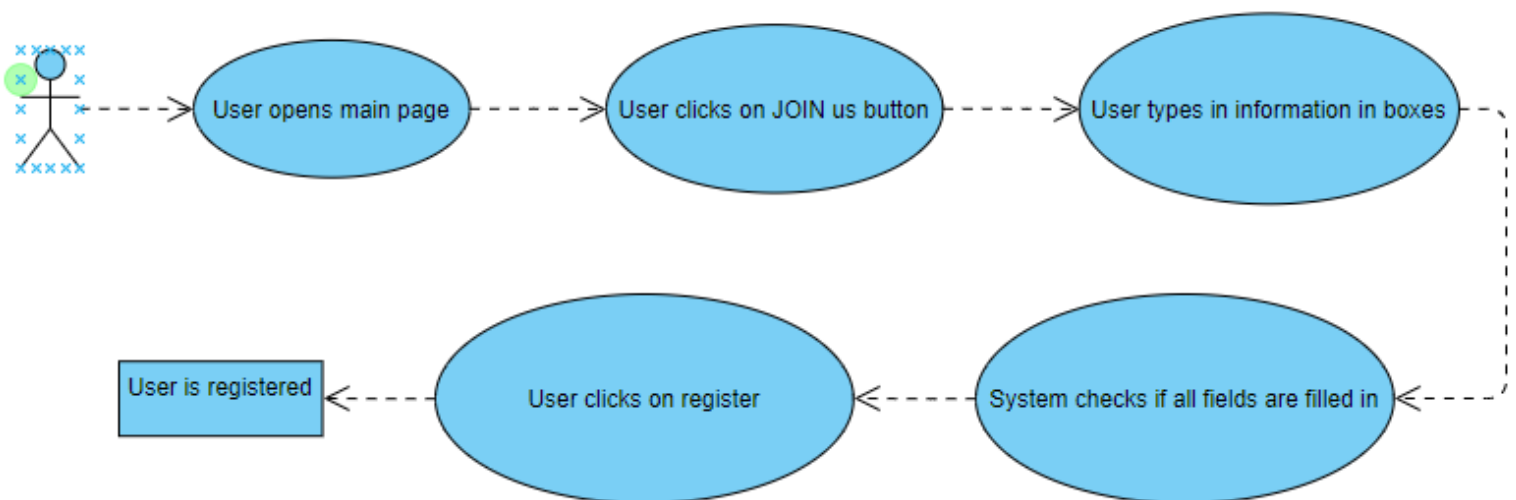 User opens main page
User clicks on JOIN us button
User types in information in boxes
System checks if all fields are filled in
User clicks on register
User is registered